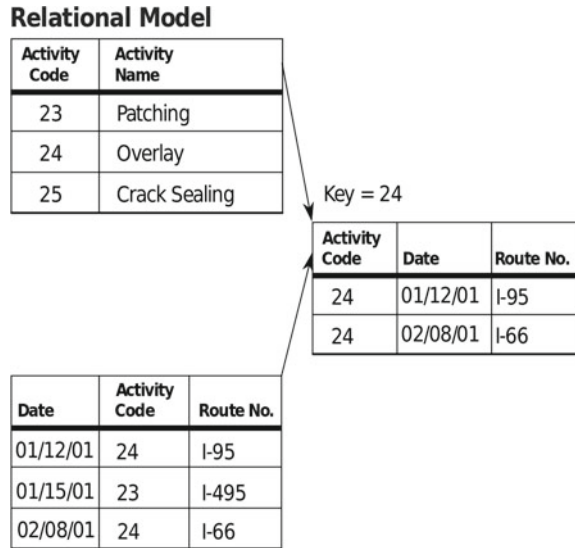 Relational Model
Activity Code Activity Name
23 Patching
24 Overlay
25 Crack Sealing
Key = 24
Activity Code Date Route No.
24 01/12/01 I-95
24 02/08/01 I-66
Date Activity Code Route No.
01/12/01 24 I-95
01/15/01 23 I-495
02/08/01 24 I-66